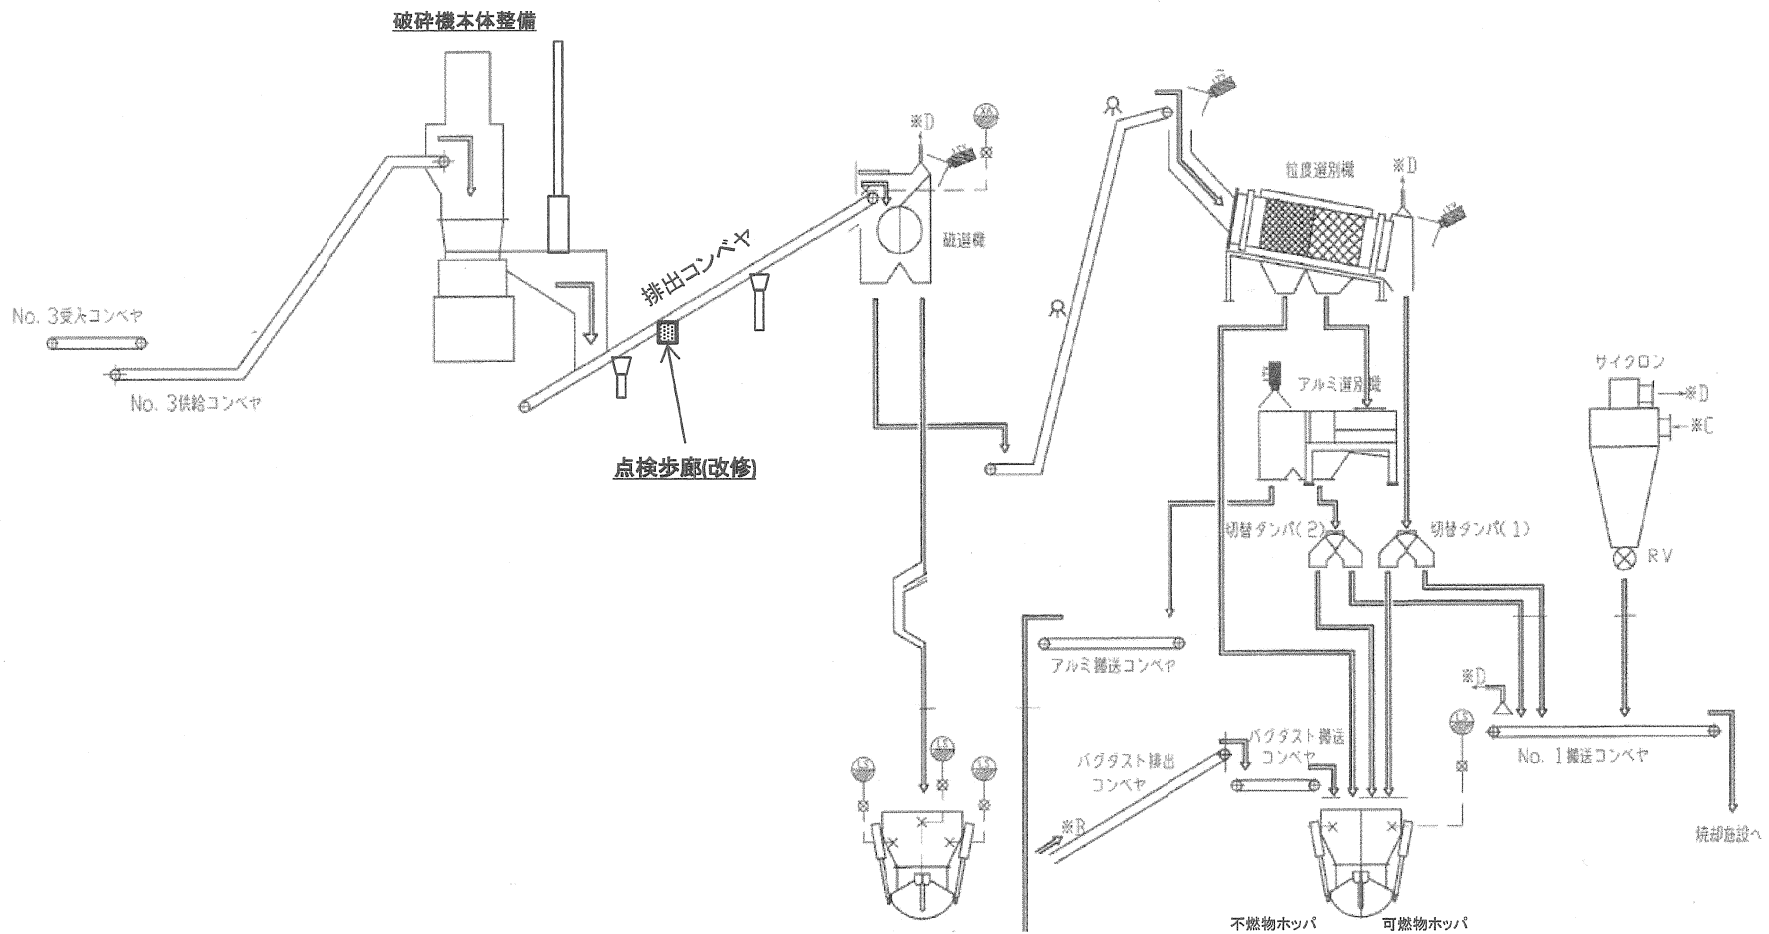 破砕機本体整備
※D
粒度選別機
※D
排出コンベヤ
磁選機
No. 3受入コンベヤ
No. 3供給コンベヤ
サイクロン
アルミ選別機
※D
※C
点検歩廊(改修)
切替ダンパ(2)
切替ダンパ(1)
RV
アルミ搬送コンベヤ
※D
LS
LS
LS
LS
バグダスト搬送
コンベヤ
バグダスト排出
コンベヤ
No. 1搬送コンベヤ
※B
焼却施設へ
不燃物ホッパ
可燃物ホッパ